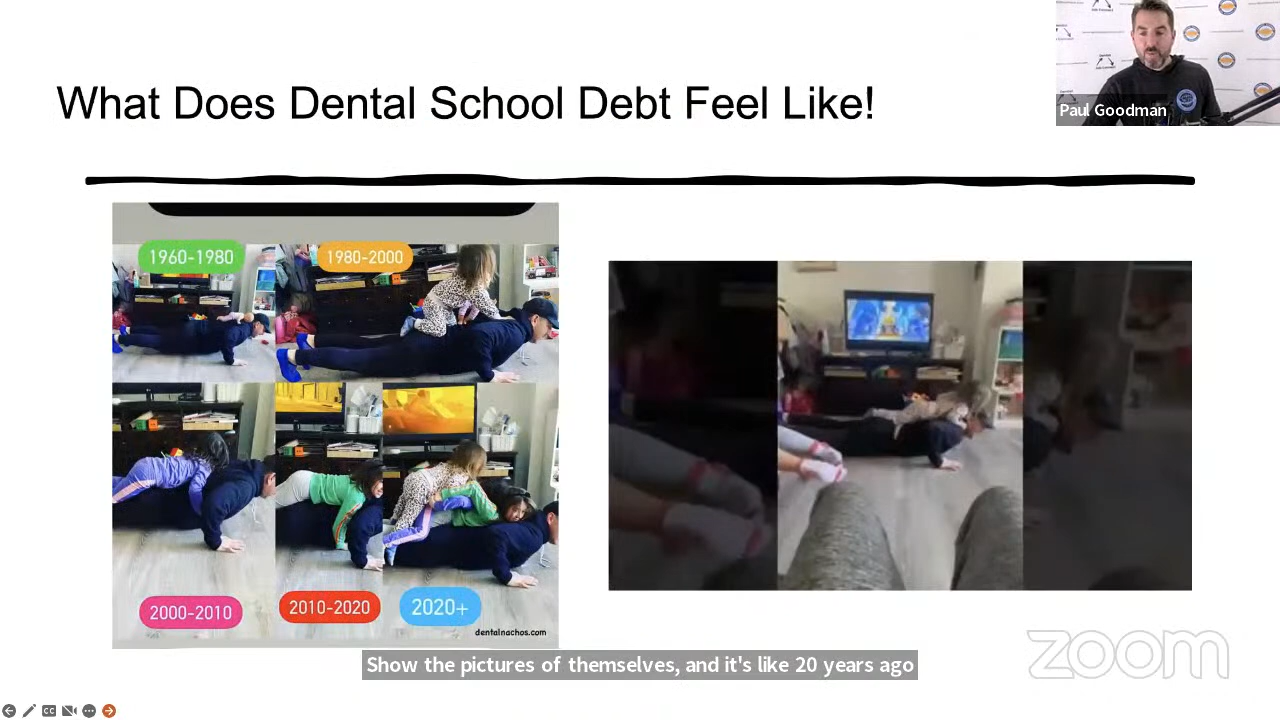 What Does Dental School Debt Feel Like!
Paul Goodman
1960-1980
1980-2000
2000-2010
2010-2020
2020+
dentalnachos.com
Show the pictures of themselves, and it's like 20 years ago
zoom
CC